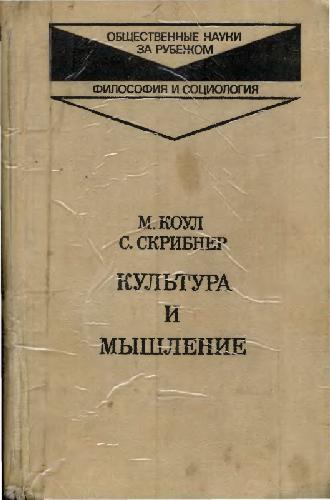 ОБЩЕСТВЕННЫЕ НАУКИ
ЗА РУБЕЖОМ
ФИЛОСОФИЯ И СОЦИОЛОГИЯ
М. КОУЛ
С. СКРИБНЕР
КУЛЬТУРА
И
МЫШЛЕНИЕ